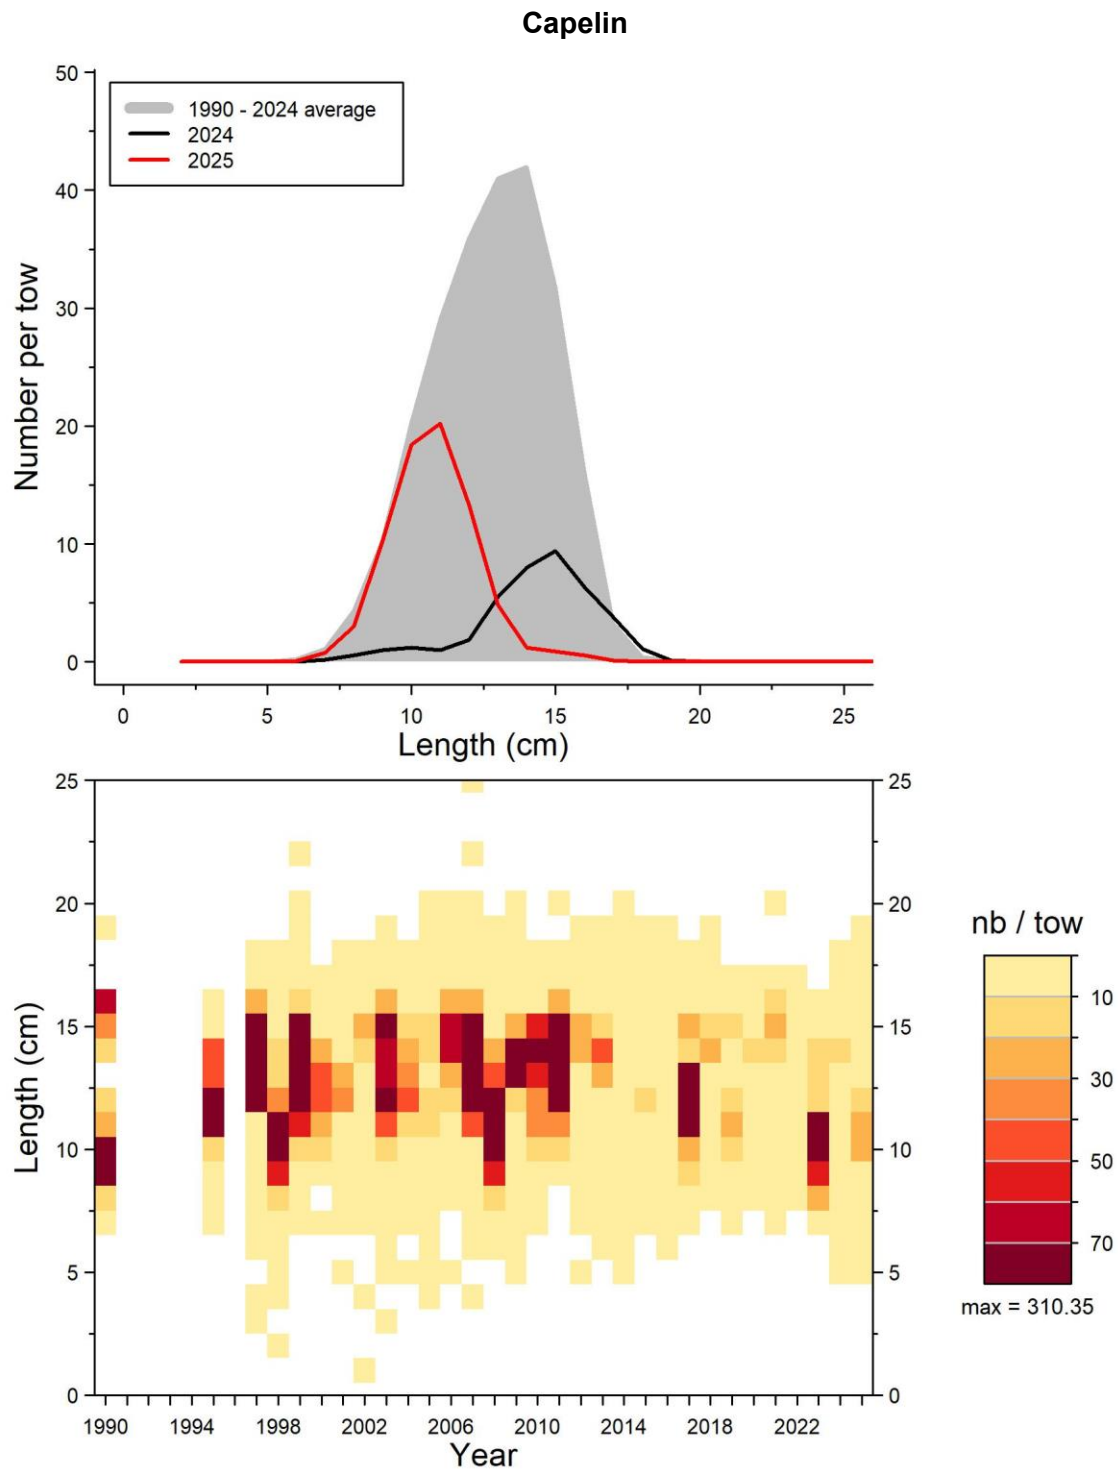 Capelin
50
40
30
20
10
0
Number per tow
1990 - 2024 average
2024
2025
0 5 10 15 20 25
Length (cm)
25
20
15
10
5
0
Length (cm)
25
20
15
10
5
0
1990 1994 1998 2002 2006 2010 2014 2018 2022
Year
nb / tow
10
30
50
70
max = 310.35